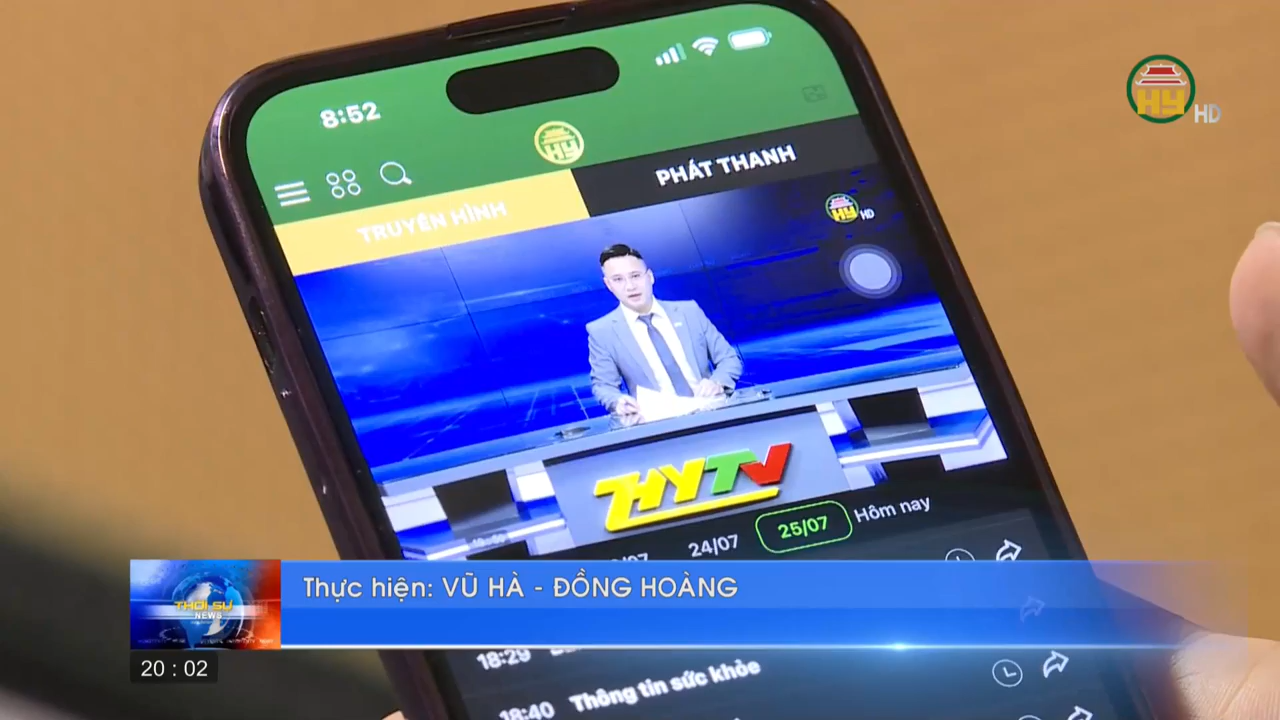 8:52
HY
HY HD
PHÁT THANH
TRUYỀN HÌNH
HY HD
HYTV
24/07
25/07
Hôm nay
Thực hiện: VŨ HÀ - ĐỒNG HOÀNG
THỜI SỰ
NEWS
20 : 02
18:29
18:40 Thông tin sức khỏe